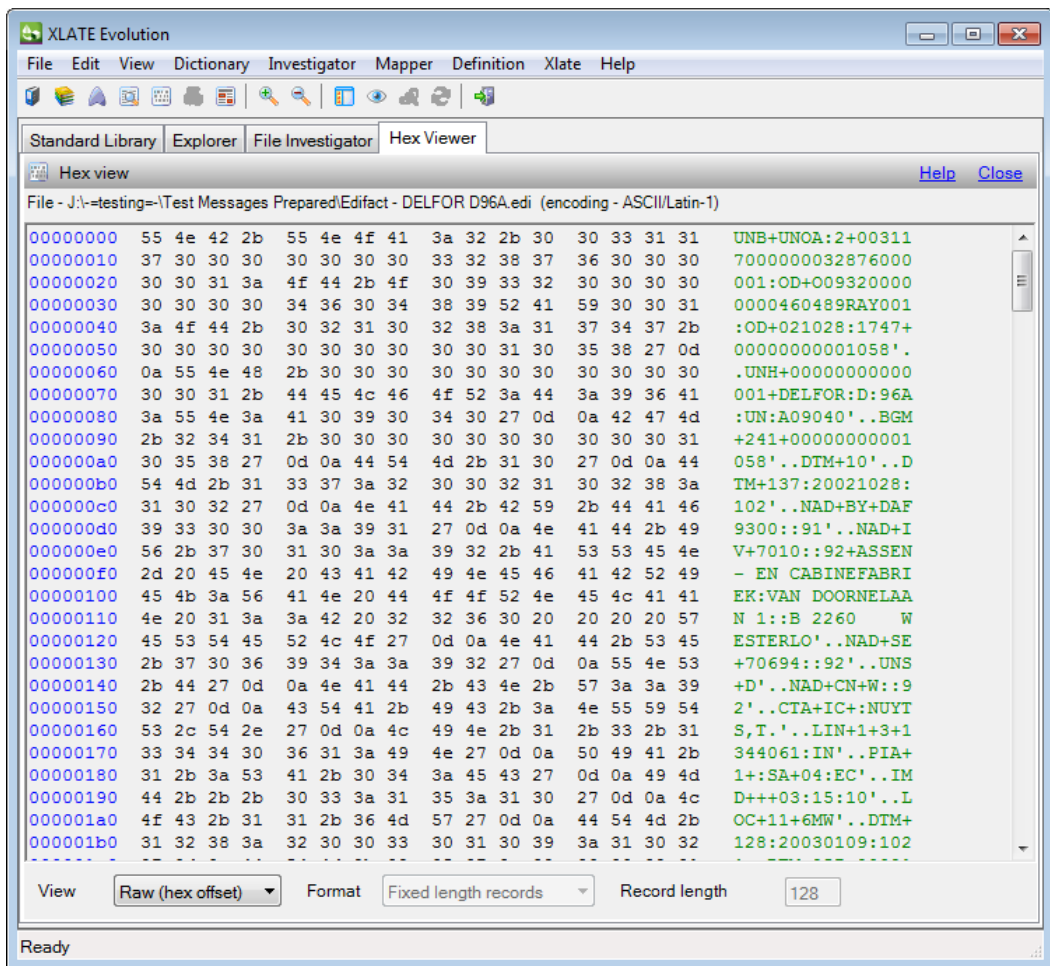 XLATE Evolution
File Edit View Dictionary Investigator Mapper Definition Xlate Help
Standard Library Explorer File Investigator Hex Viewer
Hex view Help Close
File - J:\-=testing=-\Test Messages Prepared\Edifact - DELFOR D96A.edi (encoding - ASCII/Latin-1)
00000000 55 4e 42 2b 55 4e 4f 41 3a 32 2b 30 30 33 31 31 UNB+UNOA:2+00311
00000010 37 30 30 30 30 30 30 30 33 32 38 37 36 30 30 30 7000000032876000
00000020 30 30 31 3a 4f 44 2b 4f 30 39 33 32 30 30 30 30 001:OD+O09320000
00000030 30 30 30 30 34 36 30 34 38 39 52 41 59 30 30 31 0000460489RAY001
00000040 3a 4f 44 2b 30 32 31 30 32 38 3a 31 37 34 37 2b :OD+021028:1747+
00000050 30 30 30 30 30 30 30 30 30 30 31 30 35 38 27 0d 00000000001058'.
00000060 0a 55 4e 48 2b 30 30 30 30 30 30 30 30 30 30 30 .UNH+00000000000
00000070 30 30 31 2b 44 45 4c 46 4f 52 3a 44 3a 39 36 41 001+DELFOR:D:96A
00000080 3a 55 4e 3a 41 30 39 30 34 30 27 0d 0a 42 47 4d :UN:A09040'..BGM
00000090 2b 32 34 31 2b 30 30 30 30 30 30 30 30 30 30 31 +241+00000000001
000000a0 30 35 38 27 0d 0a 44 54 4d 2b 31 30 27 0d 0a 44 058'..DTM+10'..D
000000b0 54 4d 2b 31 33 37 3a 32 30 30 32 31 30 32 38 3a TM+137:20021028:
000000c0 31 30 32 27 0d 0a 4e 41 44 2b 42 59 2b 44 41 46 102'..NAD+BY+DAF
000000d0 39 33 30 30 3a 3a 39 31 27 0d 0a 4e 41 44 2b 49 9300::91'..NAD+I
000000e0 56 2b 37 30 31 30 3a 3a 39 32 2b 41 53 53 45 4e V+7010::92+ASSEN
000000f0 2d 20 45 4e 20 43 41 42 49 4e 45 46 41 42 52 49 - EN CABINEFABRI
00000100 45 4b 3a 56 41 4e 20 44 4f 4f 52 4e 45 4c 41 41 EK:VAN DOORNELAA
00000110 4e 20 31 3a 3a 42 20 32 32 36 30 20 20 20 20 57 N 1::B 2260    W
00000120 45 53 54 45 52 4c 4f 27 0d 0a 4e 41 44 2b 53 45 ESTERLO'..NAD+SE
00000130 2b 37 30 36 39 34 3a 3a 39 32 27 0d 0a 55 4e 53 +70694::92'..UNS
00000140 2b 44 27 0d 0a 4e 41 44 2b 43 4e 2b 57 3a 3a 39 +D'..NAD+CN+W::9
00000150 32 27 0d 0a 43 54 41 2b 49 43 2b 3a 4e 55 59 54 2'..CTA+IC+:NUYT
00000160 53 2c 54 2e 27 0d 0a 4c 49 4e 2b 31 2b 33 2b 31 S,T.'..LIN+1+3+1
00000170 33 34 34 30 36 31 3a 49 4e 27 0d 0a 50 49 41 2b 344061:IN'..PIA+
00000180 31 2b 3a 53 41 2b 30 34 3a 45 43 27 0d 0a 49 4d 1+:SA+04:EC'..IM
00000190 44 2b 2b 2b 30 33 3a 31 35 3a 31 30 27 0d 0a 4c D+++03:15:10'..L
000001a0 4f 43 2b 31 31 2b 36 4d 57 27 0d 0a 44 54 4d 2b OC+11+6MW'..DTM+
000001b0 31 32 38 3a 32 30 30 33 30 31 30 39 3a 31 30 32 128:20030109:102
View Raw (hex offset) Format Fixed length records Record length 128
Ready